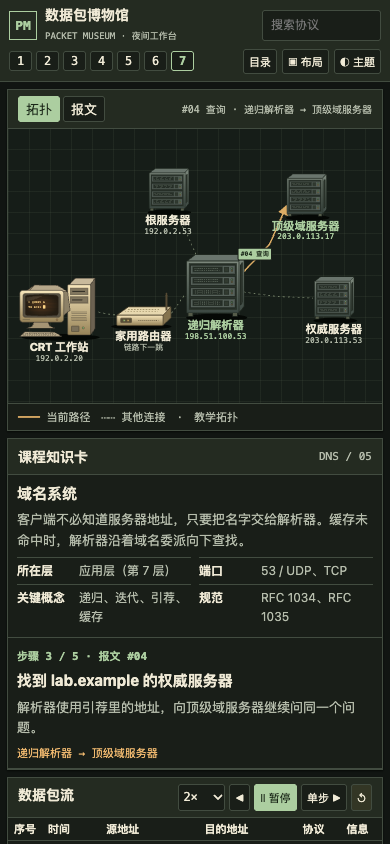 PM
数据包博物馆
PACKET MUSEUM · 夜间工作台
搜索协议
1 2 3 4 5 6 7
目录 布局 主题
拓扑 报文
#04 查询 · 递归解析器 → 顶级域服务器
根服务器
192.0.2.53
顶级域服务器
203.0.113.17
#04 查询
CRT 工作站
192.0.2.20
家用路由器
链路下一跳
递归解析器
198.51.100.53
权威服务器
203.0.113.53
当前路径 其他连接 · 教学拓扑
课程知识卡
DNS / 05
域名系统
客户端不必知道服务器地址，只要把名字交给解析器。缓存未
命中时，解析器沿着域名委派向下查找。
所在层 应用层（第 7 层） 端口 53 / UDP、TCP
关键概念 递归、迭代、引荐、 规范 RFC 1034、RFC
缓存 1035
步骤 3 / 5 · 报文 #04
找到 lab.example 的权威服务器
解析器使用引荐里的地址，向顶级域服务器继续问同一个问
题。
递归解析器 → 顶级域服务器
数据包流
2× ◀ Ⅱ 暂停 单步 ▶ ↺
序号 时间 源地址 目的地址 协议 信息